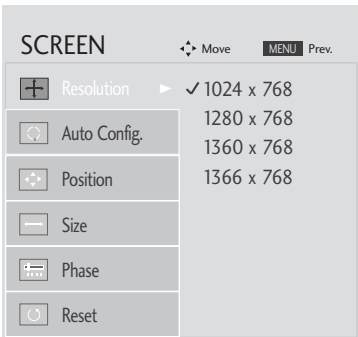 SCREEN
Move MENU Prev.
Resolution
✓ 1024 x 768
1280 x 768
1360 x 768
1366 x 768
Auto Config.
Position
Size
Phase
Reset